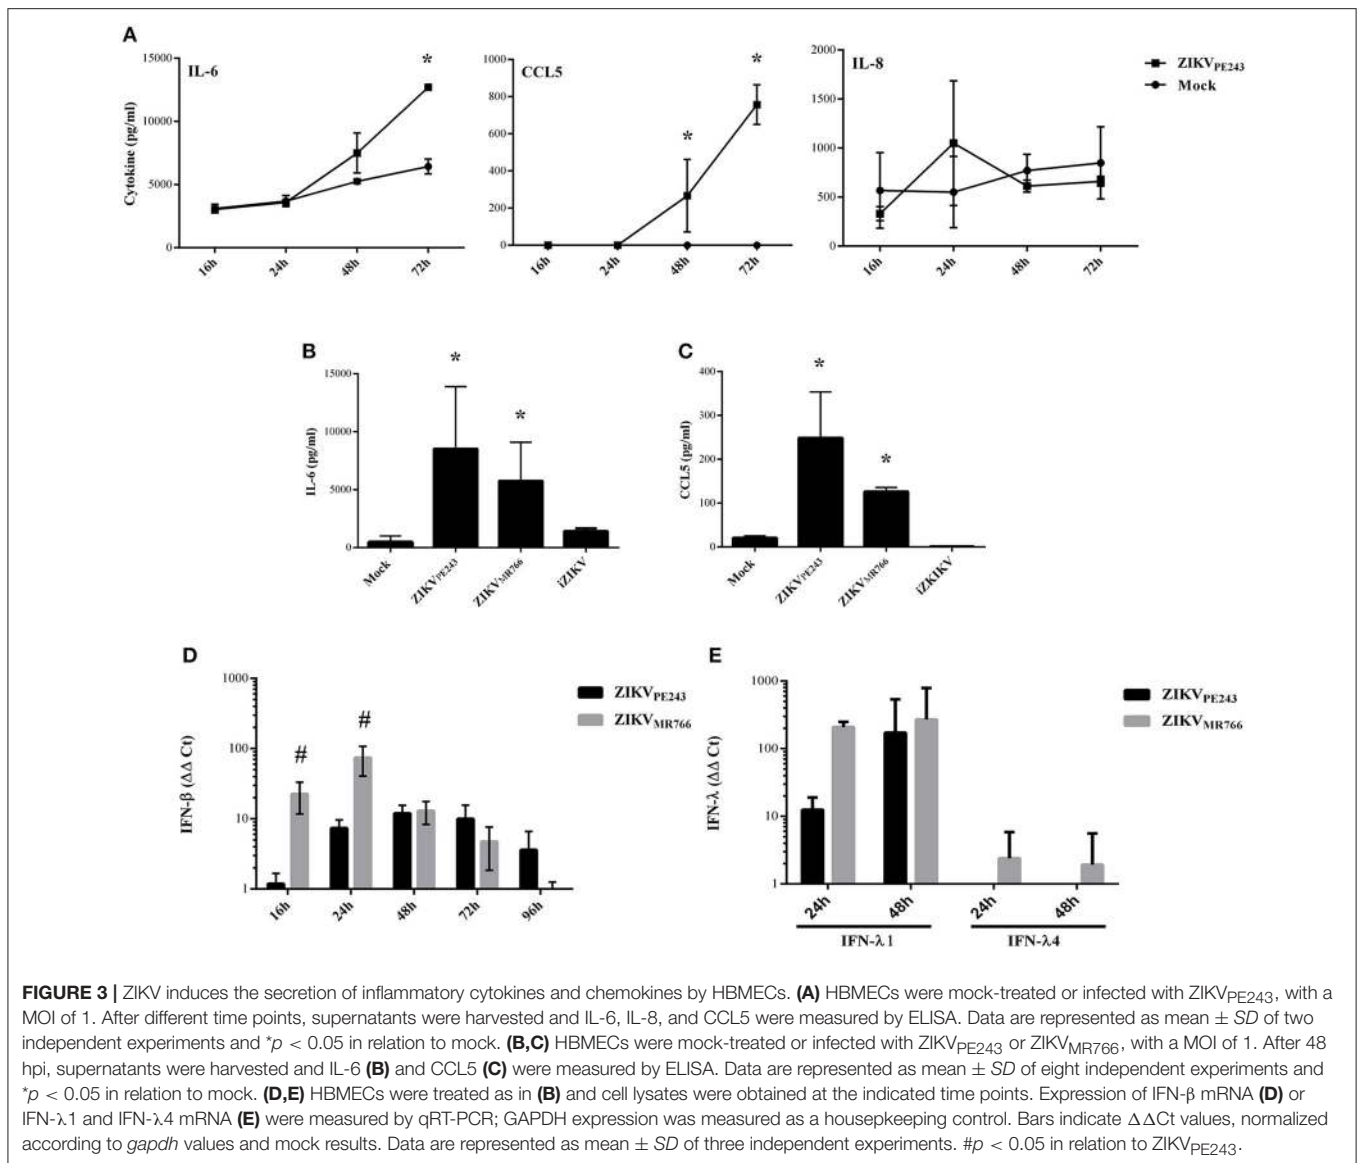 A
IL-6
CCL5
IL-8
ZIKVPE243
Mock
Cytokine (pg/ml)
15000
10000
5000
0
16h
24h
48h
72h
*
1000
800
600
400
200
0
16h
24h
48h
72h
*
*
2000
1500
1000
500
0
16h
24h
48h
72h
B
IL-6 (pg/ml)
15000
10000
5000
0
*
*
Mock
ZIKVPE243
ZIKVMR766
iZIKV
C
CCL5 (pg/ml)
400
300
200
100
0
*
*
Mock
ZIKVPE243
ZIKVMR766
iZKIKV
D
IFN-β (ΔΔ Ct)
1000
100
10
1
#
#
16h
24h
48h
72h
96h
ZIKVPE243
ZIKVMR766
E
IFN-λ (ΔΔ Ct)
1000
100
10
1
24h
48h
24h
48h
IFN-λ1
IFN-λ4
ZIKVPE243
ZIKVMR766
FIGURE 3 | ZIKV induces the secretion of inflammatory cytokines and chemokines by HBMECs. (A) HBMECs were mock-treated or infected with ZIKVPE243, with a
MOI of 1. After different time points, supernatants were harvested and IL-6, IL-8, and CCL5 were measured by ELISA. Data are represented as mean ± SD of two
independent experiments and *p < 0.05 in relation to mock. (B,C) HBMECs were mock-treated or infected with ZIKVPE243 or ZIKVMR766, with a MOI of 1. After 48
hpi, supernatants were harvested and IL-6 (B) and CCL5 (C) were measured by ELISA. Data are represented as mean ± SD of eight independent experiments and
*p < 0.05 in relation to mock. (D,E) HBMECs were treated as in (B) and cell lysates were obtained at the indicated time points. Expression of IFN-β mRNA (D) or
IFN-λ1 and IFN-λ4 mRNA (E) were measured by qRT-PCR; GAPDH expression was measured as a housekeeping control. Bars indicate ΔΔCt values, normalized
according to gapdh values and mock results. Data are represented as mean ± SD of three independent experiments. #p < 0.05 in relation to ZIKVPE243.